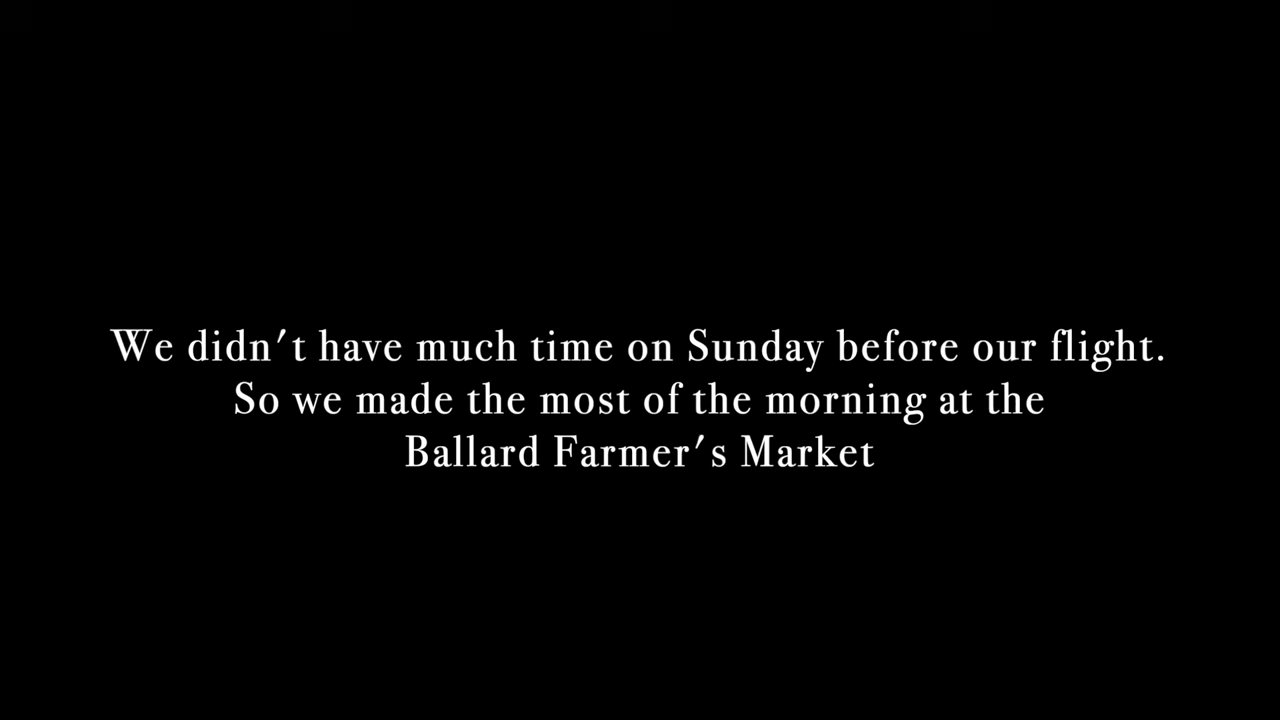 We didn't have much time on Sunday before our flight.
So we made the most of the morning at the
Ballard Farmer's Market